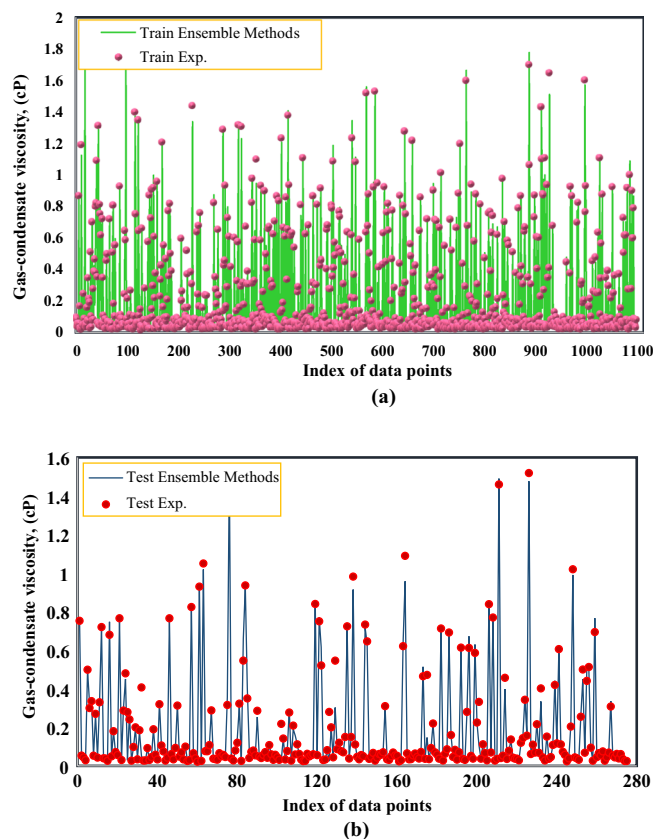 2
1.8
1.6
1.4
1.2
1
0.8
0.6
0.4
0.2
0
Gas-condensate viscosity, (cP)
Train Ensemble Methods
Train Exp.
0 100 200 300 400 500 600 700 800 900 1000 1100
Index of data points
(a)
1.6
1.4
1.2
1
0.8
0.6
0.4
0.2
0
Gas-condensate viscosity, (cP)
Test Ensemble Methods
Test Exp.
0 40 80 120 160 200 240 280
Index of data points
(b)